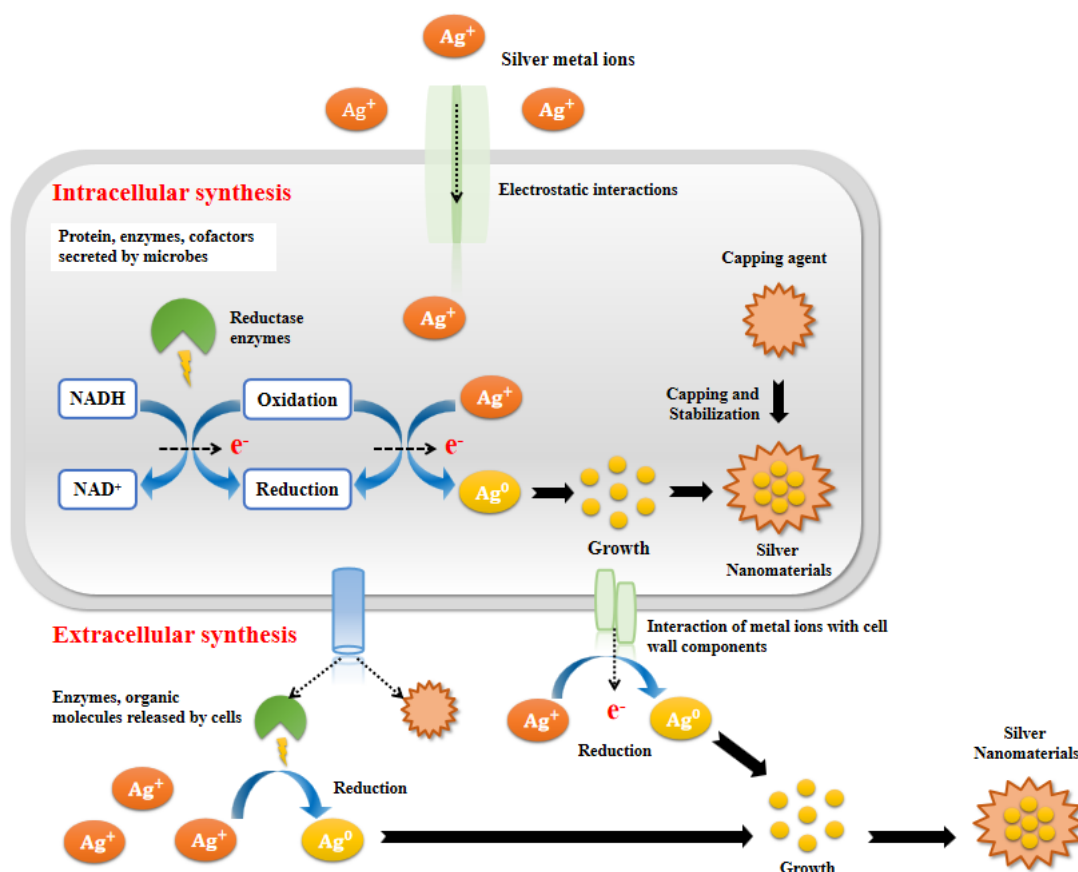 Ag⁺
Silver metal ions
Ag⁺
Ag⁺
Intracellular synthesis
Electrostatic interactions
Protein, enzymes, cofactors
secreted by microbes
Capping agent
Reductase
enzymes
Ag⁺
NADH
Oxidation
Ag⁺
Capping and
Stabilization
e⁻
e⁻
NAD⁺
Reduction
Ag⁰
Growth
Silver
Nanomaterials
Extracellular synthesis
Interaction of metal ions with cell
wall components
Enzymes, organic
molecules released by cells
Ag⁺
e⁻
Ag⁰
Reduction
Silver
Nanomaterials
Ag⁺
Reduction
Ag⁺
Ag⁺
Ag⁰
Growth